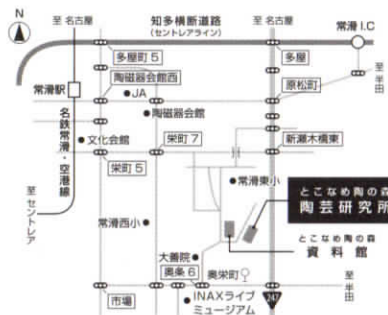 N
至 名古屋
知多横断道路
(セントレアライン)
至 名古屋
常滑 I.C
多屋町 5
多屋
至 半田
陶磁器会館西
原松町
常滑駅
JA
陶磁器会館
名鉄常滑・空港線
文化会館
栄町 7
新瀬木橋東
栄町 5
常滑東小
とこなめ陶の森
陶芸研究所
至 セントレア
常滑西小
とこなめ陶の森
資料館
大善院
奥条 6
奥栄町
至 半田
市場
INAXライブ
ミュージアム
247